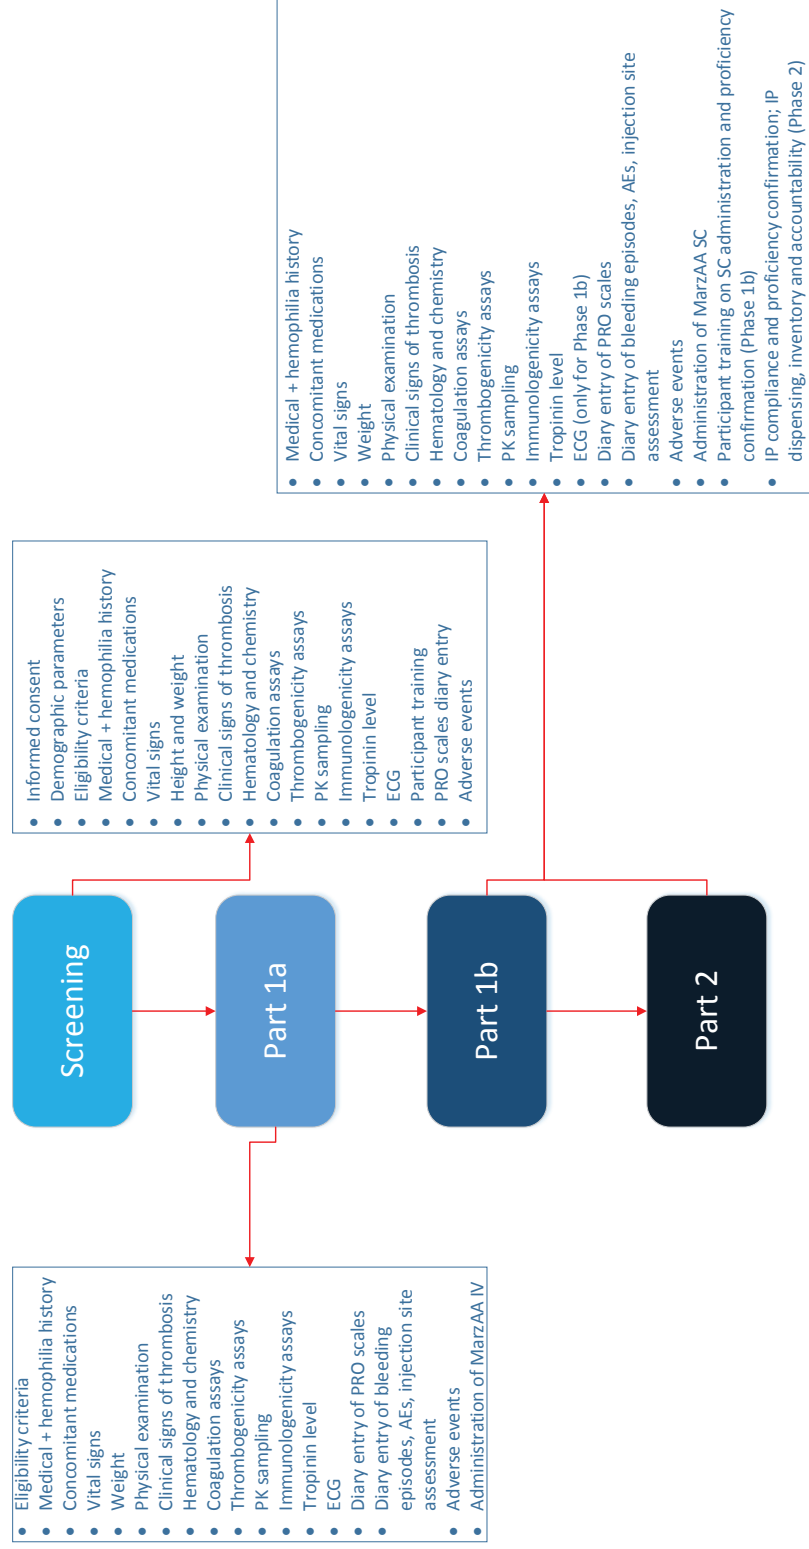 Screening
Part 1a
Part 1b
Part 2
Eligibility criteria
Medical + hemophilia history
Concomitant medications
Vital signs
Weight
Physical examination
Clinical signs of thrombosis
Hematology and chemistry
Coagulation assays
Thrombogenicity assays
PK sampling
Immunologenicity assays
Tropinin level
ECG
Diary entry of PRO scales
Diary entry of bleeding
episodes, AEs, injection site
assessment
Adverse events
Administration of MarzAA IV
Informed consent
Demographic parameters
Eligibility criteria
Medical + hemophilia history
Concomitant medications
Vital signs
Height and weight
Physical examination
Clinical signs of thrombosis
Hematology and chemistry
Coagulation assays
Thrombogenicity assays
PK sampling
Immunologenicity assays
Tropinin level
ECG
Participant training
PRO scales diary entry
Adverse events
Medical + hemophilia history
Concomitant medications
Vital signs
Weight
Physical examination
Clinical signs of thrombosis
Hematology and chemistry
Coagulation assays
Thrombogenicity assays
PK sampling
Immunologenicity assays
Tropinin level
ECG (only for Phase 1b)
Diary entry of PRO scales
Diary entry of bleeding episodes, AEs, injection site
assessment
Adverse events
Administration of MarzAA SC
Participant training on SC administration and proficiency
confirmation (Phase 1b)
IP compliance and proficiency confirmation; IP
dispensing, inventory and accountability (Phase 2)